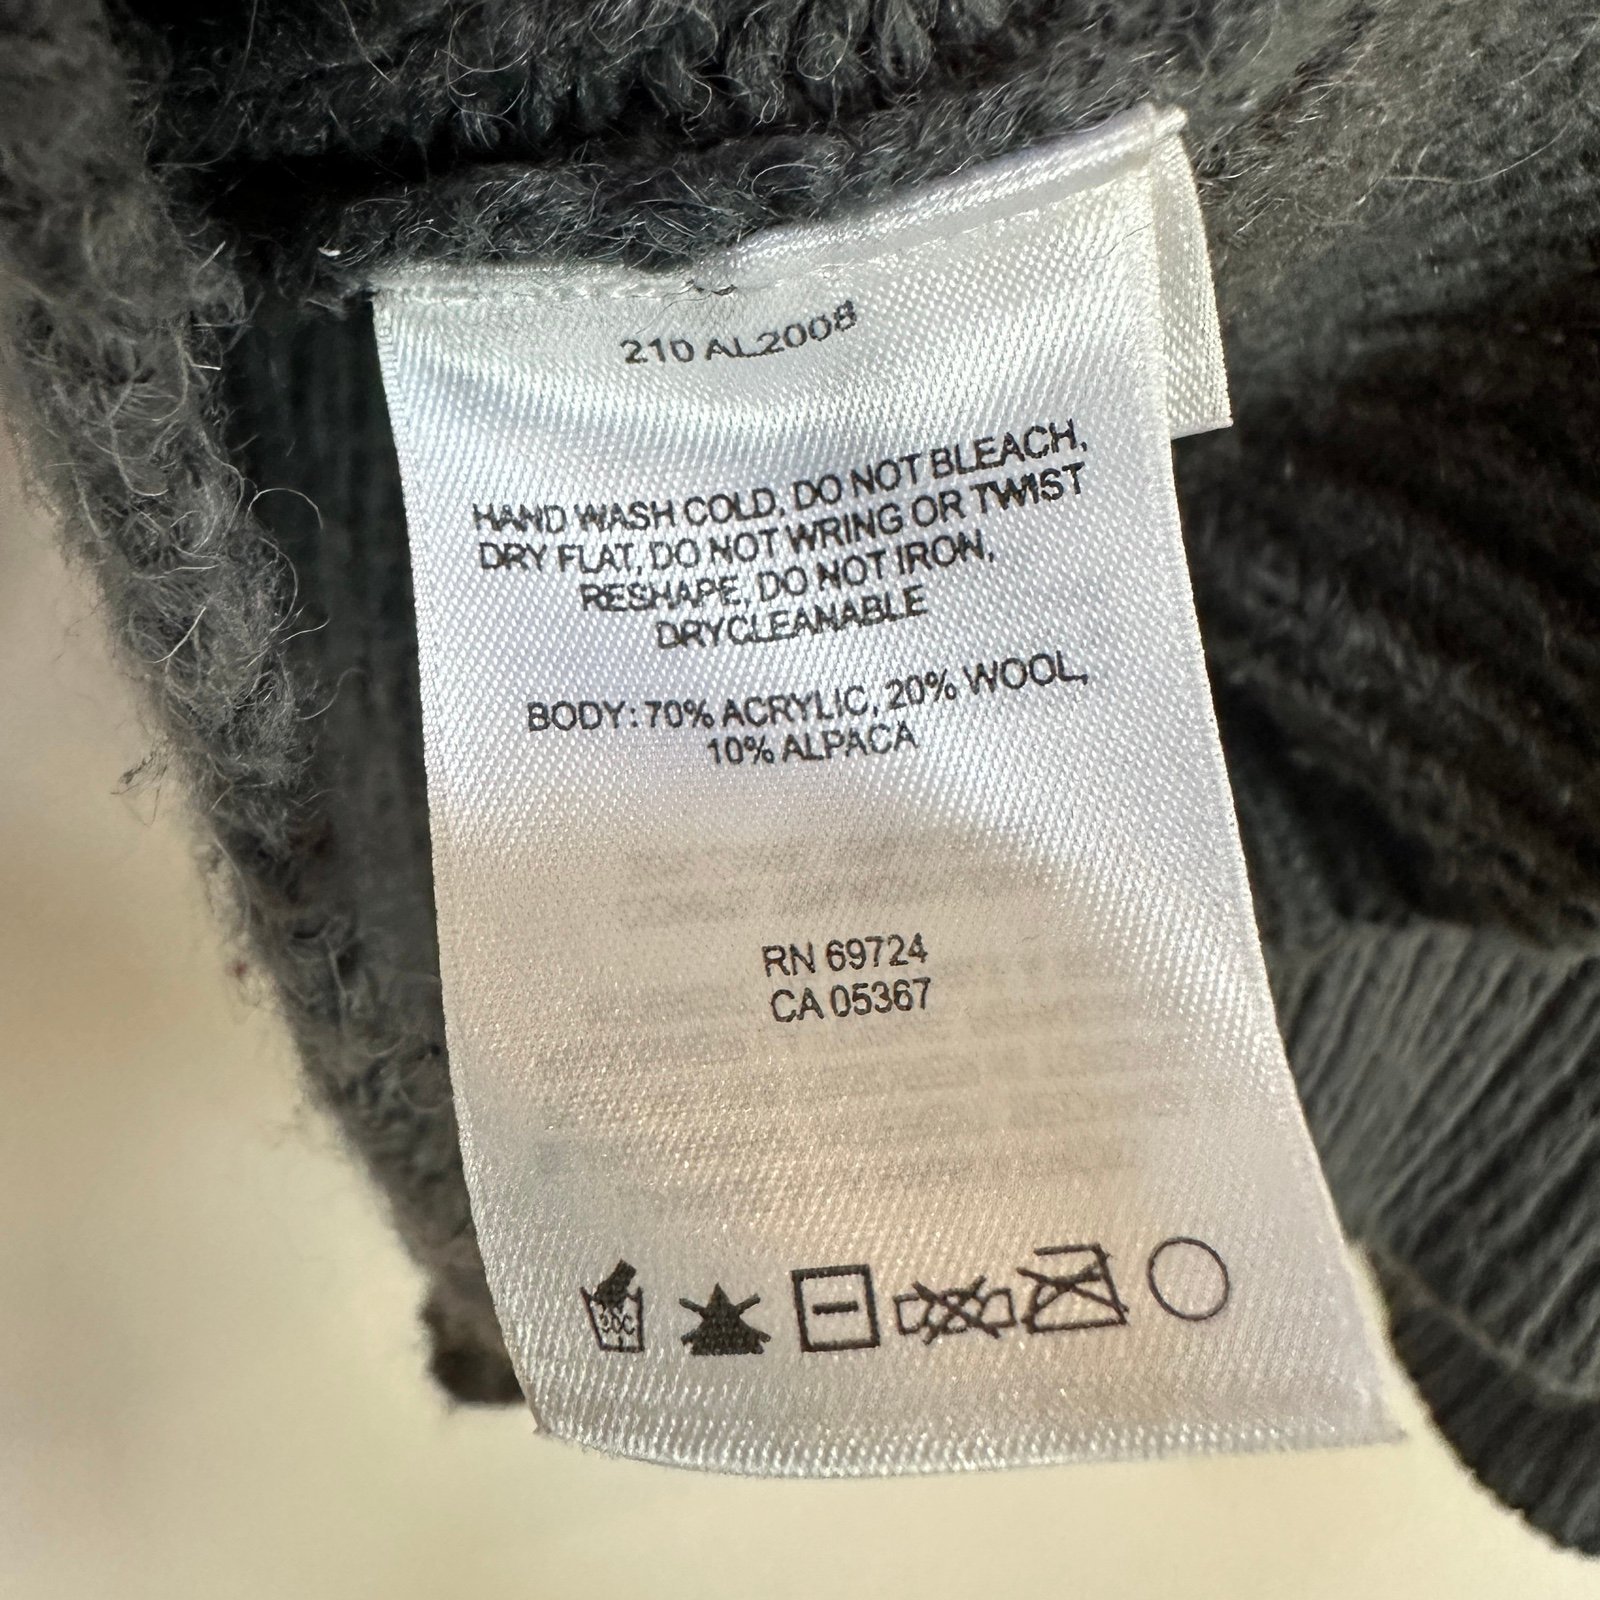 210 AL2008
HAND WASH COLD, DO NOT BLEACH,
DRY FLAT, DO NOT WRING OR TWIST
RESHAPE, DO NOT IRON,
DRYCLEANABLE
BODY: 70% ACRYLIC, 20% WOOL,
10% ALPACA
RN 69724
CA 05367
30C